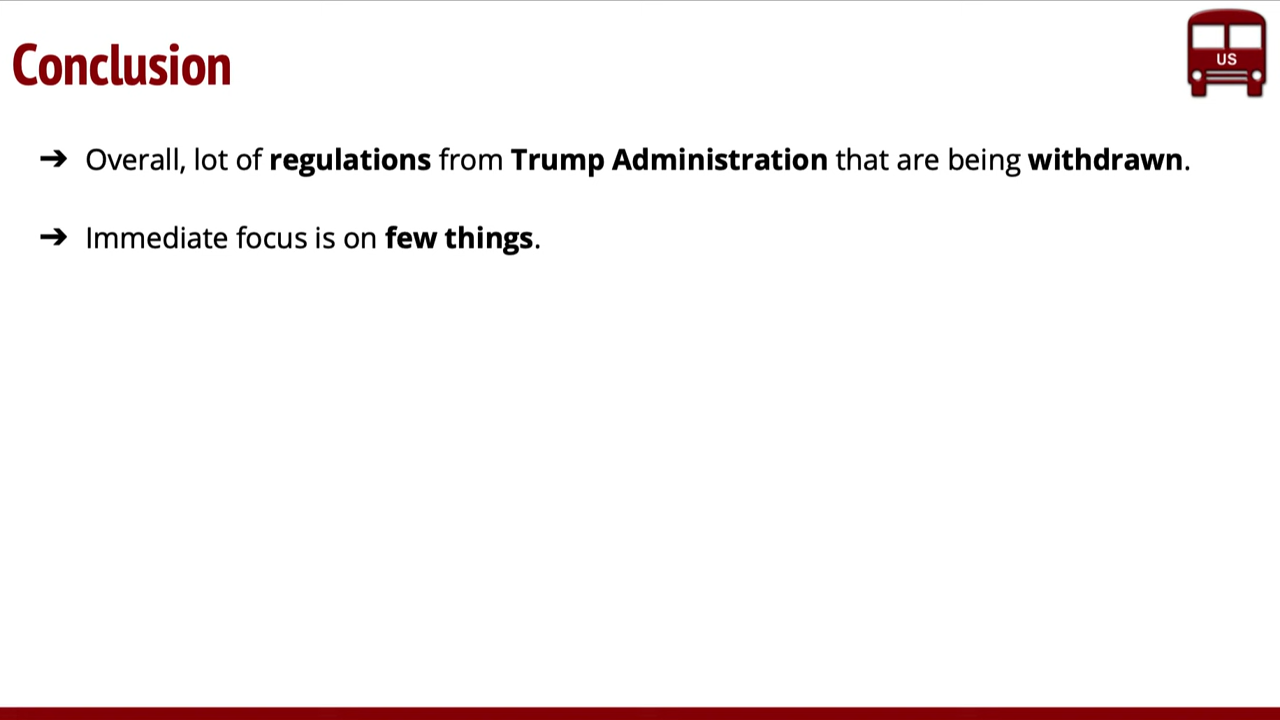 Conclusion
US
➔ Overall, lot of regulations from Trump Administration that are being withdrawn.
➔ Immediate focus is on few things.